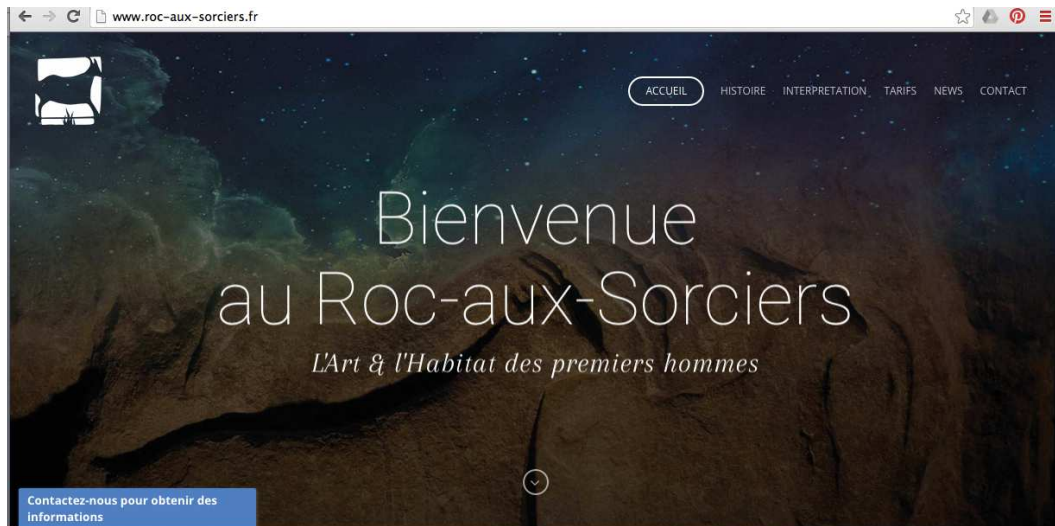 www.roc-aux-sorciers.fr
ACCUEIL HISTOIRE INTERPRETATION TARIFS NEWS CONTACT
Bienvenue
au Roc-aux-Sorciers
L'Art & l'Habitat des premiers hommes
Contactez-nous pour obtenir des
informations